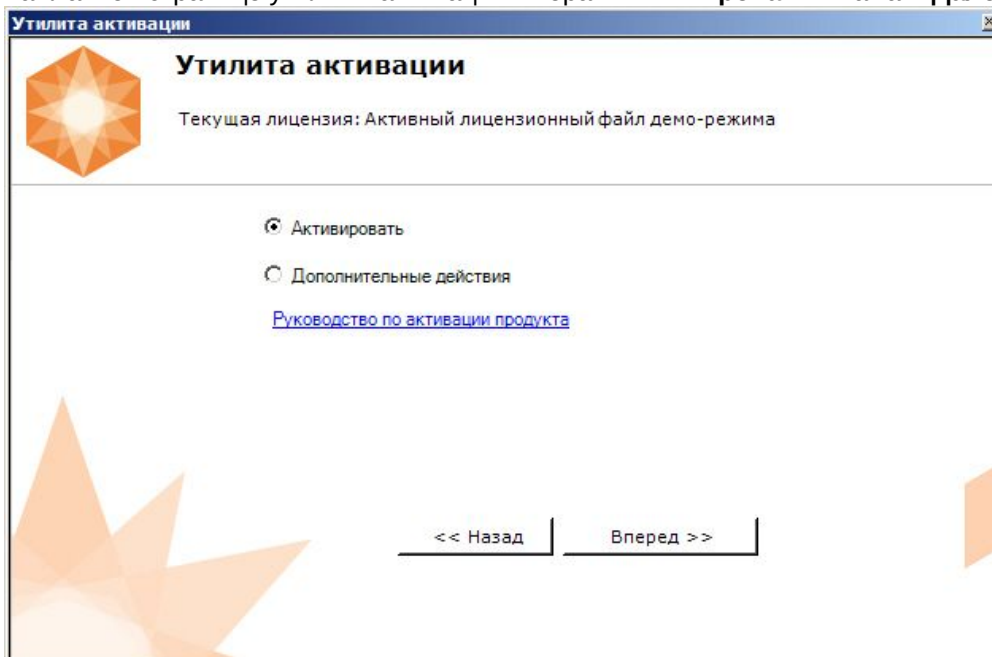 Утилита активации
Утилита активации
Текущая лицензия: Активный лицензионный файл демо-режима
Активировать
Дополнительные действия
Руководство по активации продукта
<< Назад
Вперед >>